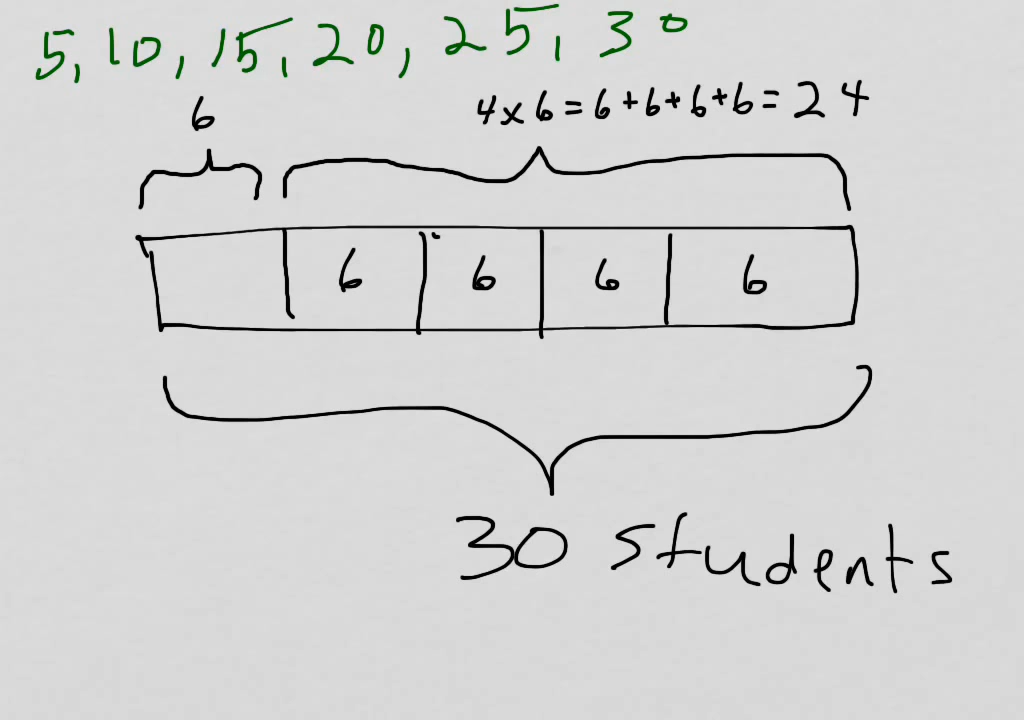 5, 10, 15, 20, 25, 30
6
4 x 6 = 6 + 6 + 6 + 6 = 24
6 6 6 6
30 students